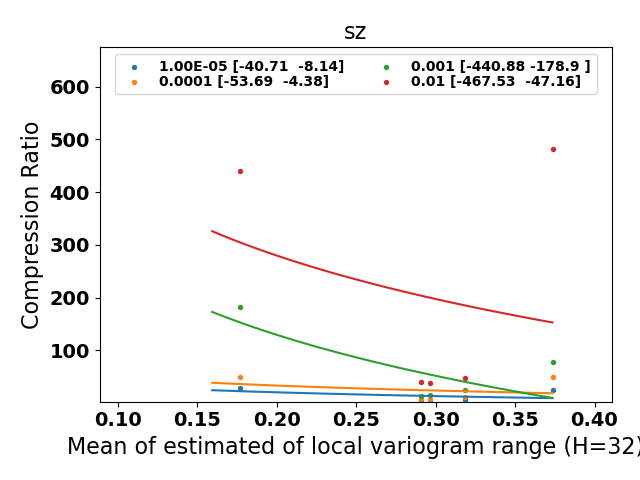 sz
1.00E-05 [-40.71  -8.14]
0.0001 [-53.69  -4.38]
0.001 [-440.88 -178.9 ]
0.01 [-467.53  -47.16]
Compression Ratio
600
500
400
300
200
100
0.10 0.15 0.20 0.25 0.30 0.35 0.40
Mean of estimated of local variogram range (H=32)